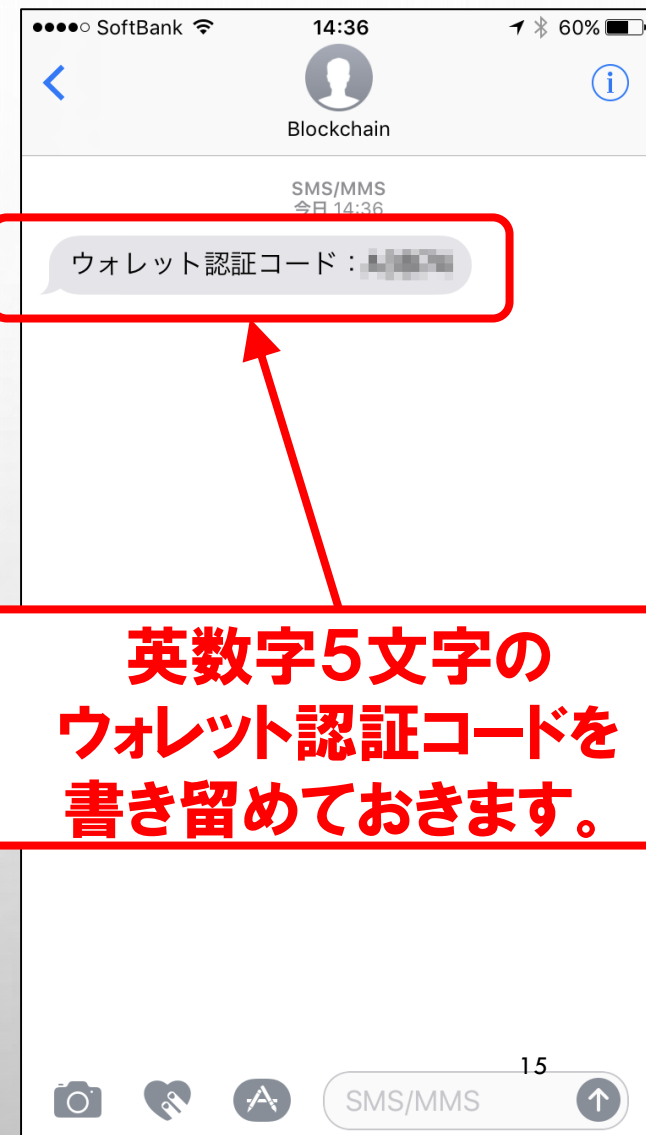 SoftBank 14:36 60%
Blockchain
SMS/MMS
今日 14:36
ウォレット認証コード：
英数字5文字の
ウォレット認証コードを
書き留めておきます。
15
SMS/MMS